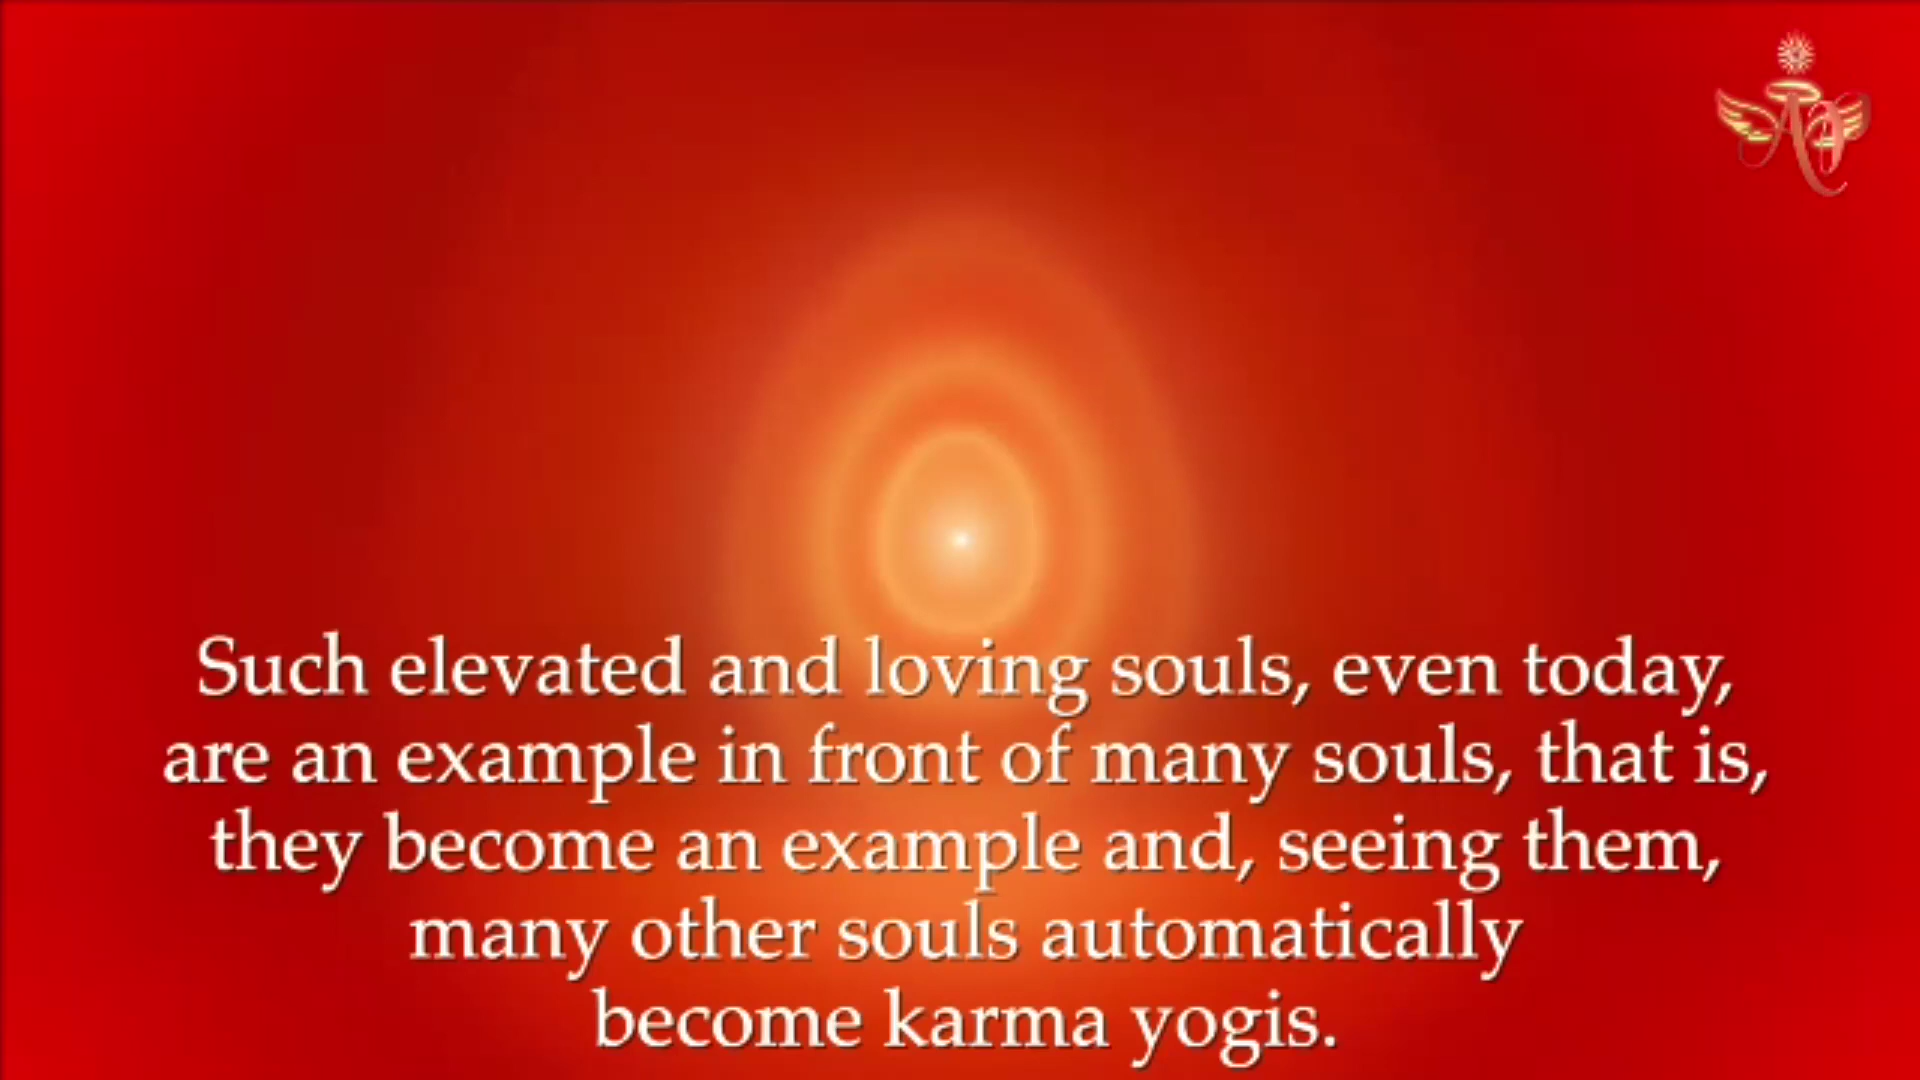 Such elevated and loving souls, even today,
are an example in front of many souls, that is,
they become an example and, seeing them,
many other souls automatically
become karma yogis.